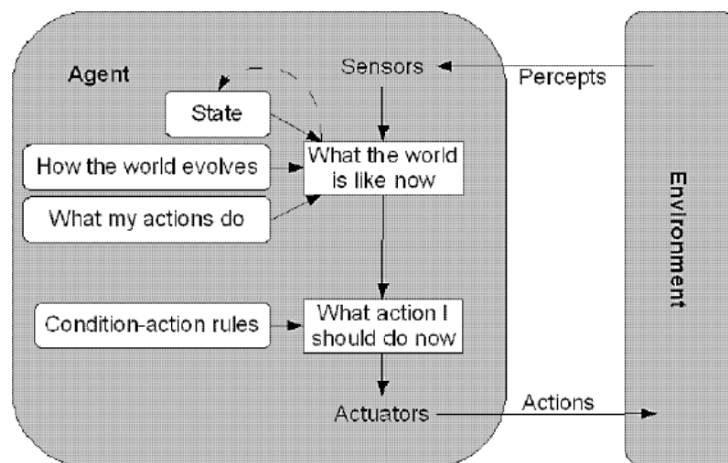 Agent
Sensors
Percepts
State
How the world evolves
What the world
is like now
What my actions do
Environment
Condition-action rules
What action I
should do now
Actuators
Actions